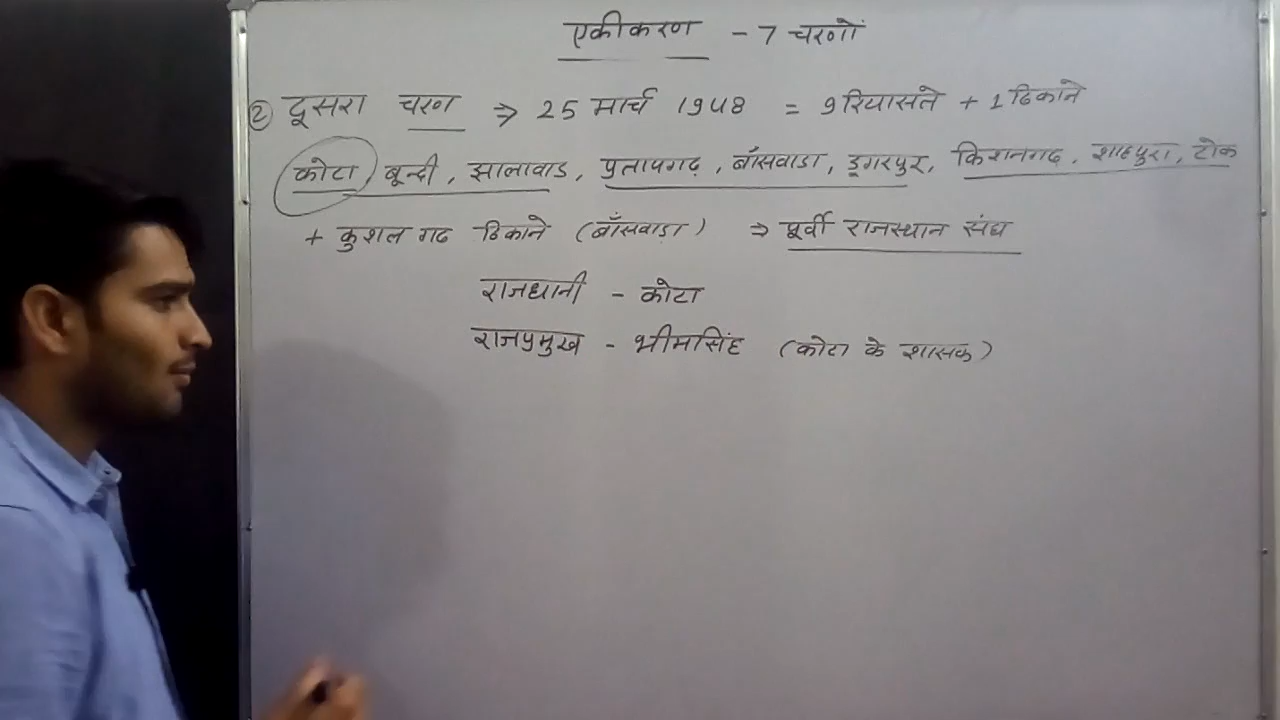 एकीकरण - 7 चरणों
② दूसरा चरण ⇒ 25 मार्च 1948 = 9 रियासते + 1 ठिकाने
कोटा बून्दी, झालावाड, प्रतापगढ़, बाँसवाडा, डूगरपुर, किशनगढ, शाहपुरा, टोक
+ कुशलगढ ठिकाने (बाँसवाड़ा) ⇒ पूर्वी राजस्थान संघ
राजधानी - कोटा
राजप्रमुख - भीमसिंह (कोटा के शासक)